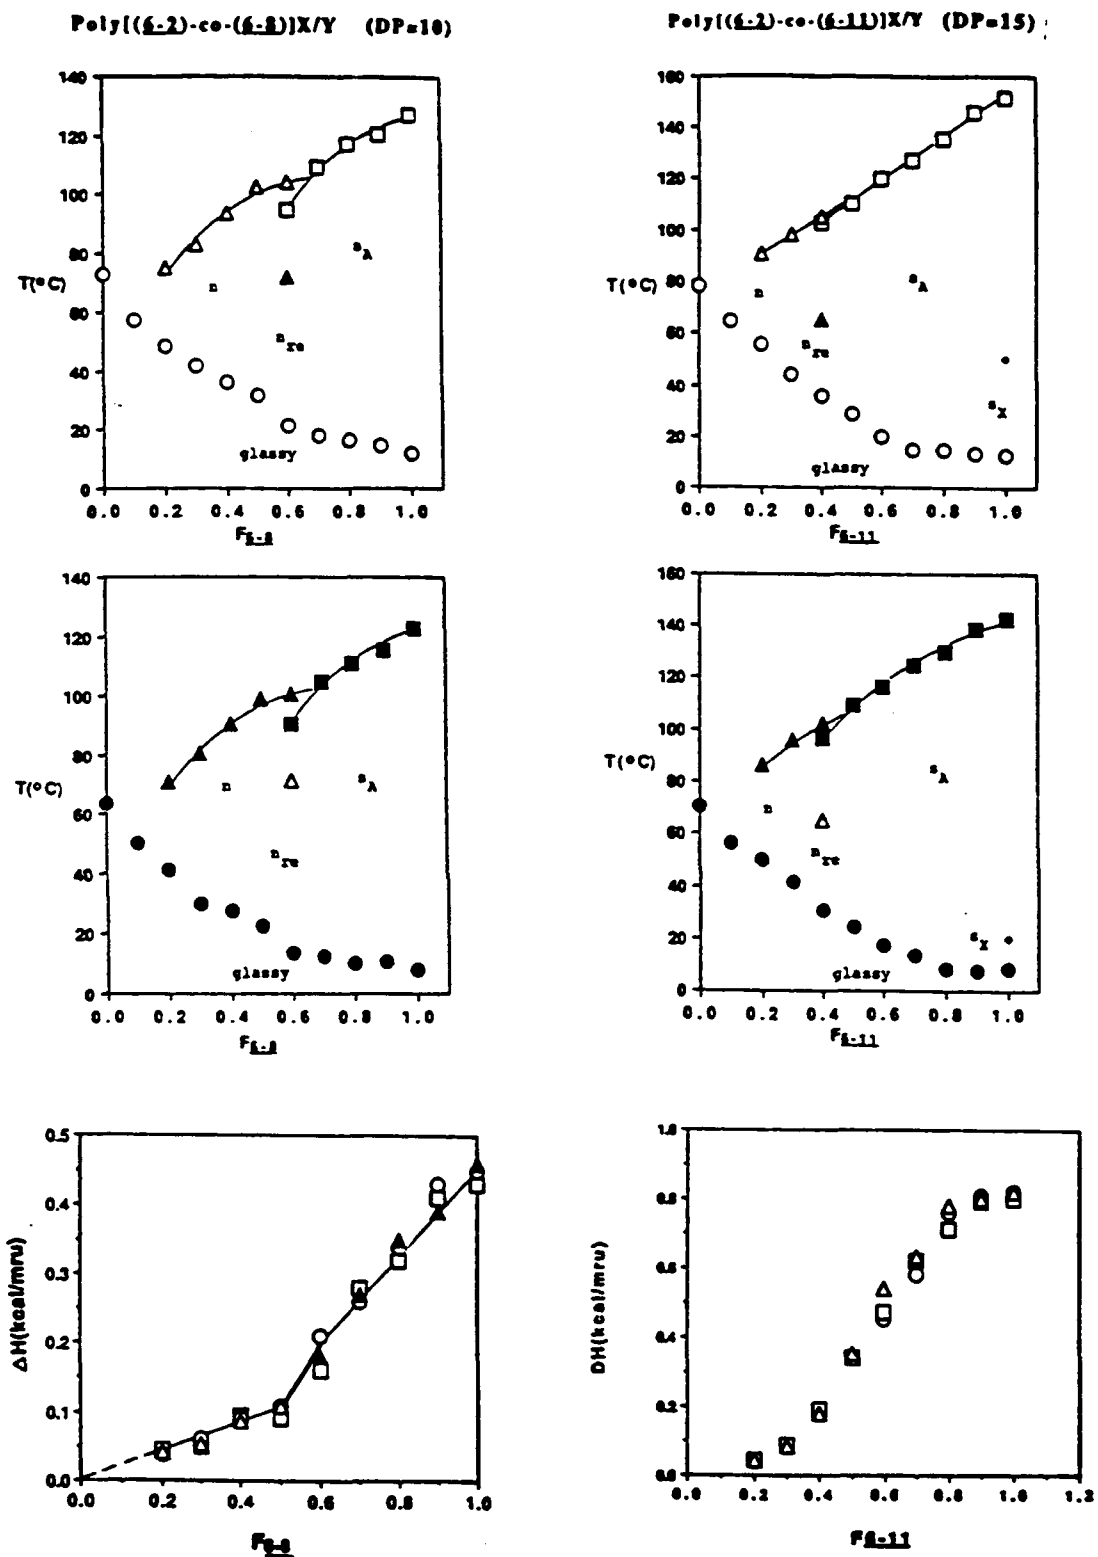 Poly[(6-2)-co-(6-8)]X/Y (DP=10)
Poly[(6-2)-co-(6-11)]X/Y (DP=15)
140
120
100
80
60
40
20
0
T(°C)
n
s_A
n_re
glassy
0.0 0.2 0.4 0.6 0.8 1.0
F6-8
160
140
120
100
80
60
40
20
0
T(°C)
n
s_A
n_re
s_X
glassy
0.0 0.2 0.4 0.6 0.8 1.0
F6-11
140
120
100
80
60
40
20
0
T(°C)
n
s_A
n_re
glassy
0.0 0.2 0.4 0.6 0.8 1.0
F6-8
160
140
120
100
80
60
40
20
0
T(°C)
n
s_A
n_re
s_X
glassy
0.0 0.2 0.4 0.6 0.8 1.0
F6-11
0.5
0.4
0.3
0.2
0.1
0.0
ΔH(kcal/mru)
0.0 0.2 0.4 0.6 0.8 1.0
F6-8
1.0
0.8
0.6
0.4
0.2
0.0
DH(kcal/mru)
0.0 0.2 0.4 0.6 0.8 1.0 1.2
F6-11